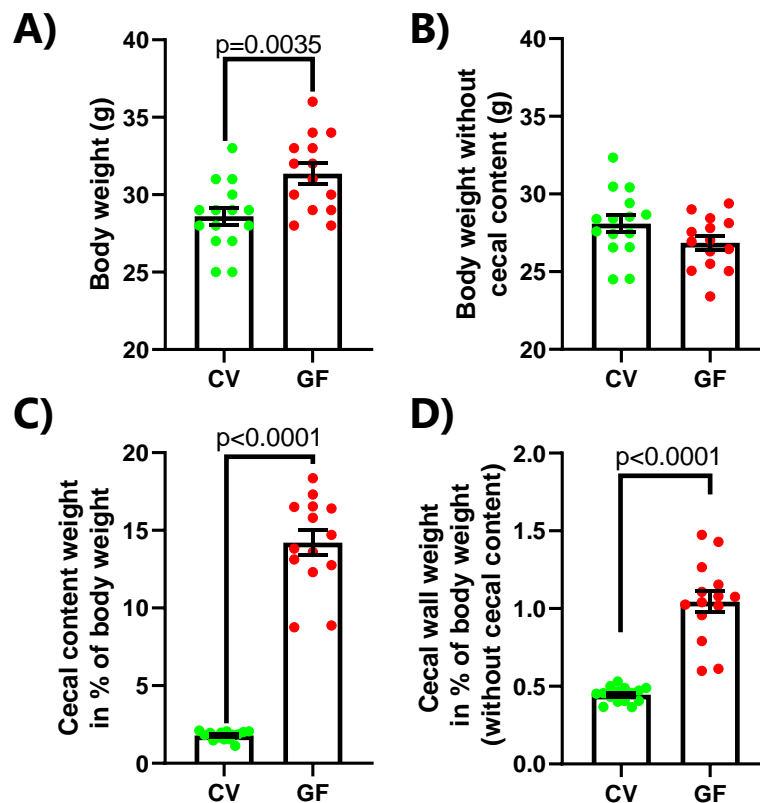 A)
p=0.0035
Body weight (g)
40
35
30
25
20
CV
GF
B)
Body weight without
cecal content (g)
40
35
30
25
20
CV
GF
C)
p<0.0001
Cecal content weight
in % of body weight
20
15
10
5
0
CV
GF
D)
p<0.0001
Cecal wall weight
in % of body weight
(without cecal content)
2.0
1.5
1.0
0.5
0.0
CV
GF